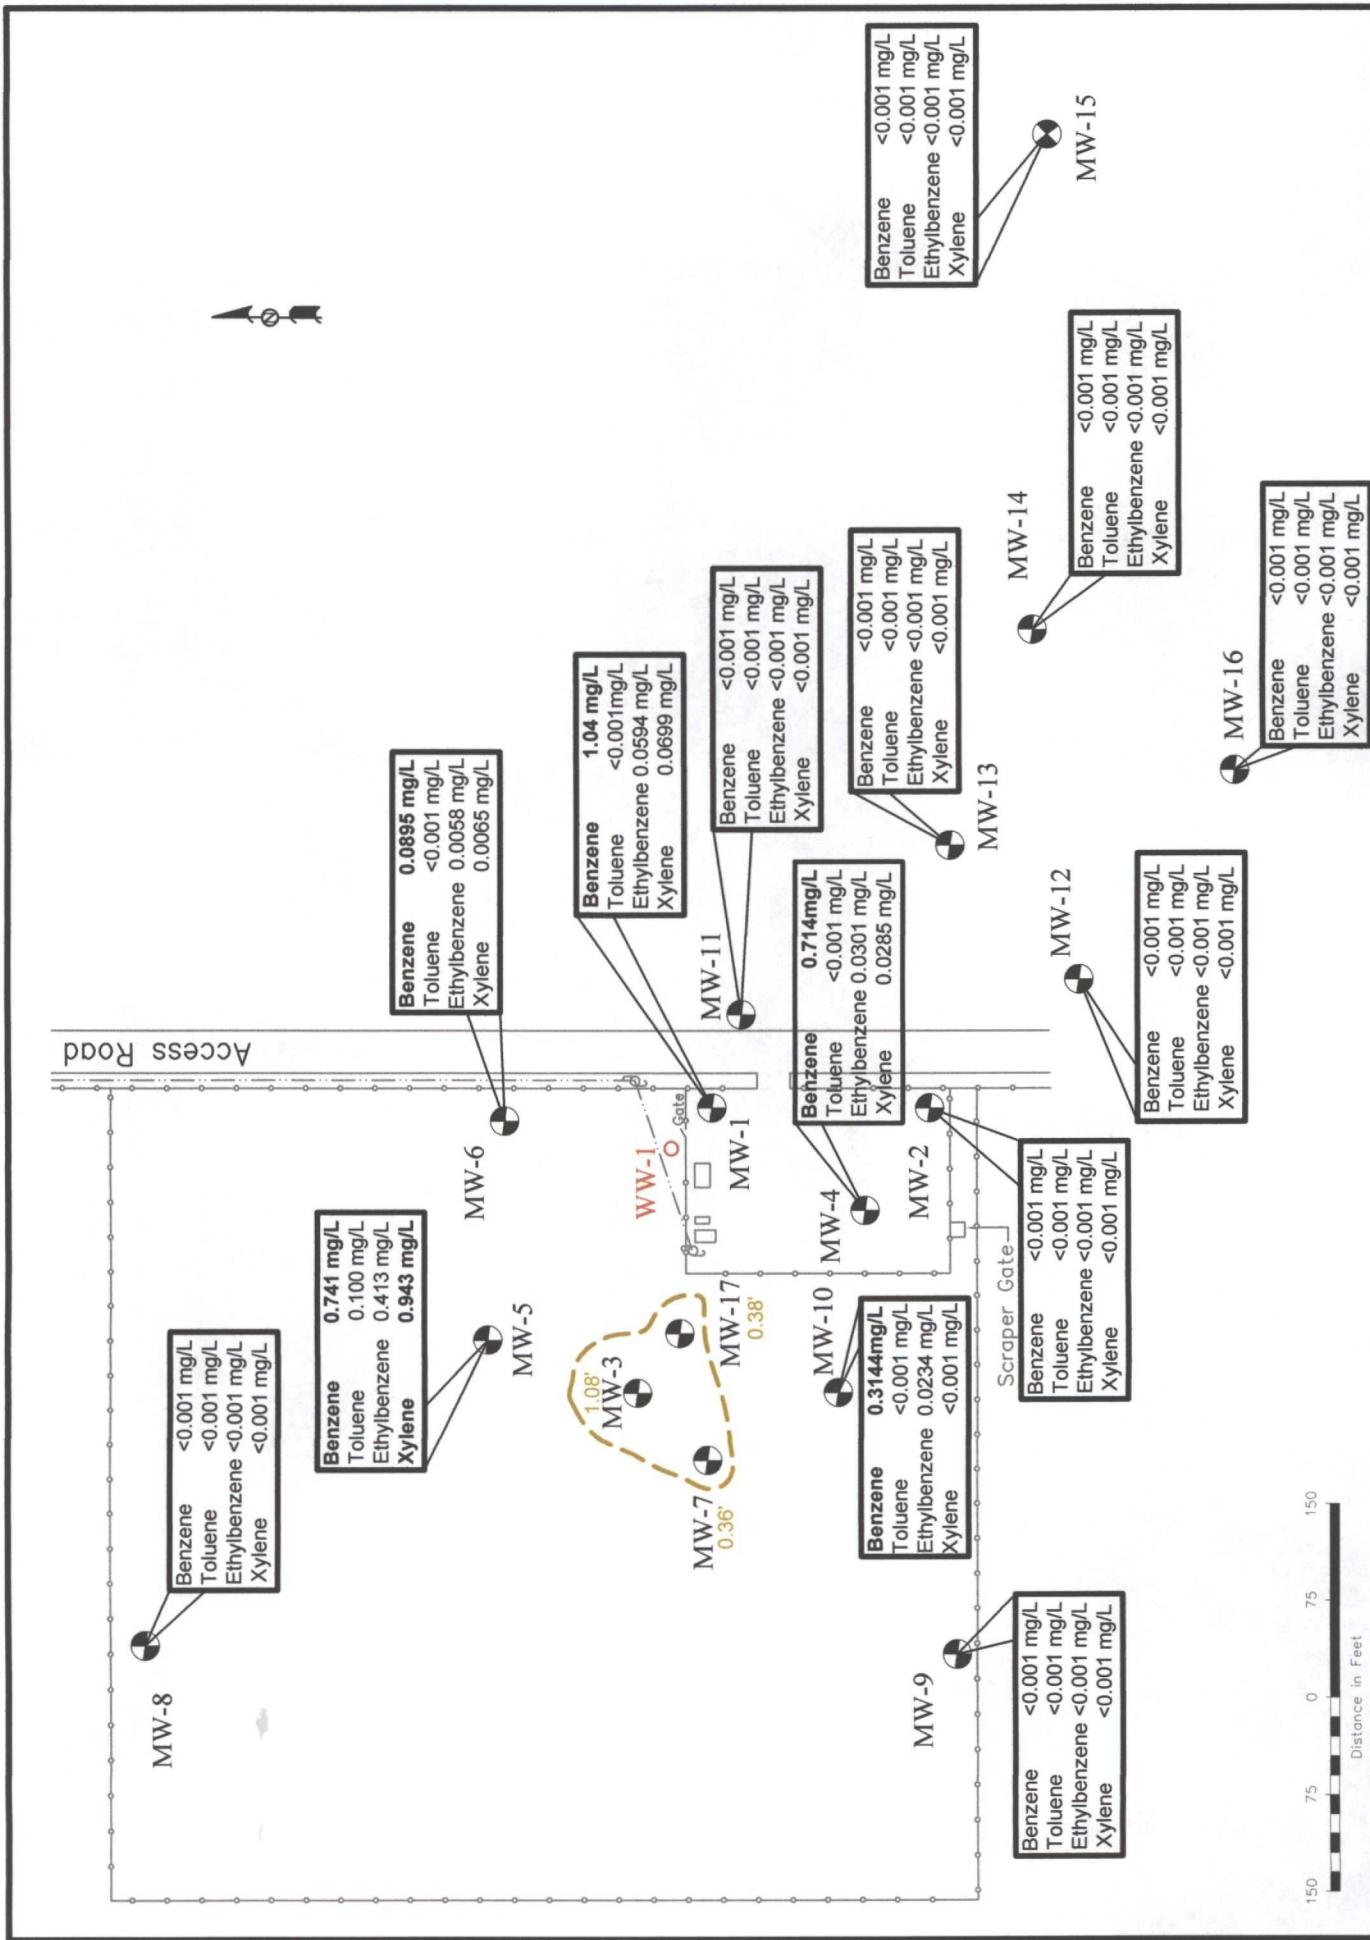 Access Road
MW-8
Benzene <0.001 mg/L
Toluene <0.001 mg/L
Ethylbenzene <0.001 mg/L
Xylene <0.001 mg/L
MW-5
Benzene 0.741 mg/L
Toluene 0.100 mg/L
Ethylbenzene 0.413 mg/L
Xylene 0.943 mg/L
MW-6
Benzene 0.0895 mg/L
Toluene <0.001 mg/L
Ethylbenzene 0.0058 mg/L
Xylene 0.0065 mg/L
N
1.08'
MW-3
MW-7
0.36'
MW-17
0.38'
WW-1
Gate
MW-1
Benzene 1.04 mg/L
Toluene <0.001mg/L
Ethylbenzene 0.0594 mg/L
Xylene 0.0699 mg/L
MW-11
Benzene <0.001 mg/L
Toluene <0.001 mg/L
Ethylbenzene <0.001 mg/L
Xylene <0.001 mg/L
MW-10
Benzene 0.3144mg/L
Toluene <0.001 mg/L
Ethylbenzene 0.0234 mg/L
Xylene <0.001 mg/L
MW-4
Benzene 0.714mg/L
Toluene <0.001 mg/L
Ethylbenzene 0.0301 mg/L
Xylene 0.0285 mg/L
MW-13
Benzene <0.001 mg/L
Toluene <0.001 mg/L
Ethylbenzene <0.001 mg/L
Xylene <0.001 mg/L
MW-15
Benzene <0.001 mg/L
Toluene <0.001 mg/L
Ethylbenzene <0.001 mg/L
Xylene <0.001 mg/L
MW-9
Benzene <0.001 mg/L
Toluene <0.001 mg/L
Ethylbenzene <0.001 mg/L
Xylene <0.001 mg/L
Scraper Gate
MW-2
Benzene <0.001 mg/L
Toluene <0.001 mg/L
Ethylbenzene <0.001 mg/L
Xylene <0.001 mg/L
MW-12
Benzene <0.001 mg/L
Toluene <0.001 mg/L
Ethylbenzene <0.001 mg/L
Xylene <0.001 mg/L
MW-14
Benzene <0.001 mg/L
Toluene <0.001 mg/L
Ethylbenzene <0.001 mg/L
Xylene <0.001 mg/L
MW-16
Benzene <0.001 mg/L
Toluene <0.001 mg/L
Ethylbenzene <0.001 mg/L
Xylene <0.001 mg/L
150 75 0 75 150
Distance in Feet